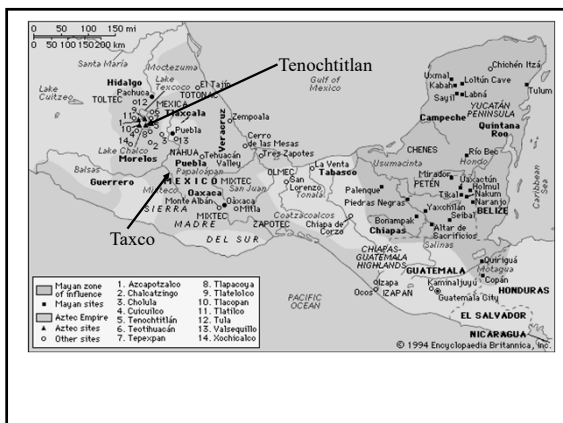 0 50 100 150 mi
0 50 100 150 200 km
Santa María
Moctezuma
Lake
Cuitzeo
Hidalgo
Pachuca
TOLTEC
Lake
Texcoco
MEXICA
El Tajín
TOTONAC
Tlaxcala
Tenochtitlan
Gulf of
Mexico
Zempoala
Veracruz
Puebla
Lake Chalco
Morelos
NAHUA
Puebla
Tehuacán
Valley
Papaloapan
Cerro
de las Mesas
Tres Zapotes
Balsas
Guerrero
MEXICO
Mixteco
MIXTEC
Oaxaca
San Juan
Monte Albán
Oaxaca
Mitla
MIXTEC
ZAPOTEC
SIERRA
MADRE
DEL SUR
Taxco
OLMEC
La Venta
San
Lorenzo
Tonalá
Tabasco
Coatzacoalcos
Chiapa de
Corzo
Usumacinta
Palenque
Piedras Negras
Bonampak
Chiapas
CHIAPAS-
GUATEMALA
HIGHLANDS
Chichén Itzá
Uxmal
Kabah
Sayil
Loltún Cave
Labná
Tulum
YUCATÁN
PENINSULA
Campeche
Quintana
Roo
CHENES
Río Bec
Hondo
Mirador
PETÉN
Uaxactún
Holmul
Tikal
Nakum
Naranjo
Yaxchilan
Seibal
BELIZE
Altar de
Sacrificios
Salinas
Caribbean
Sea
Quiriguá
Motagua
Copán
GUATEMALA
Kaminaljuyú
Guatemala City
HONDURAS
Izapa
Ocos
IZAPAN
EL SALVADOR
NICARAGUA
PACIFIC
OCEAN
Mayan zone
of influence
Mayan sites
Aztec Empire
Aztec sites
Other sites
1. Azcapotzalco
2. Chalcatzingo
3. Cholula
4. Cuicuilco
5. Tenochtitlán
6. Teotihuacán
7. Tepexpan
8. Tlapacoya
9. Tlatelolco
10. Tlacopan
11. Tlatilco
12. Tula
13. Valsequillo
14. Xochicalco
© 1994 Encyclopaedia Britannica, Inc.